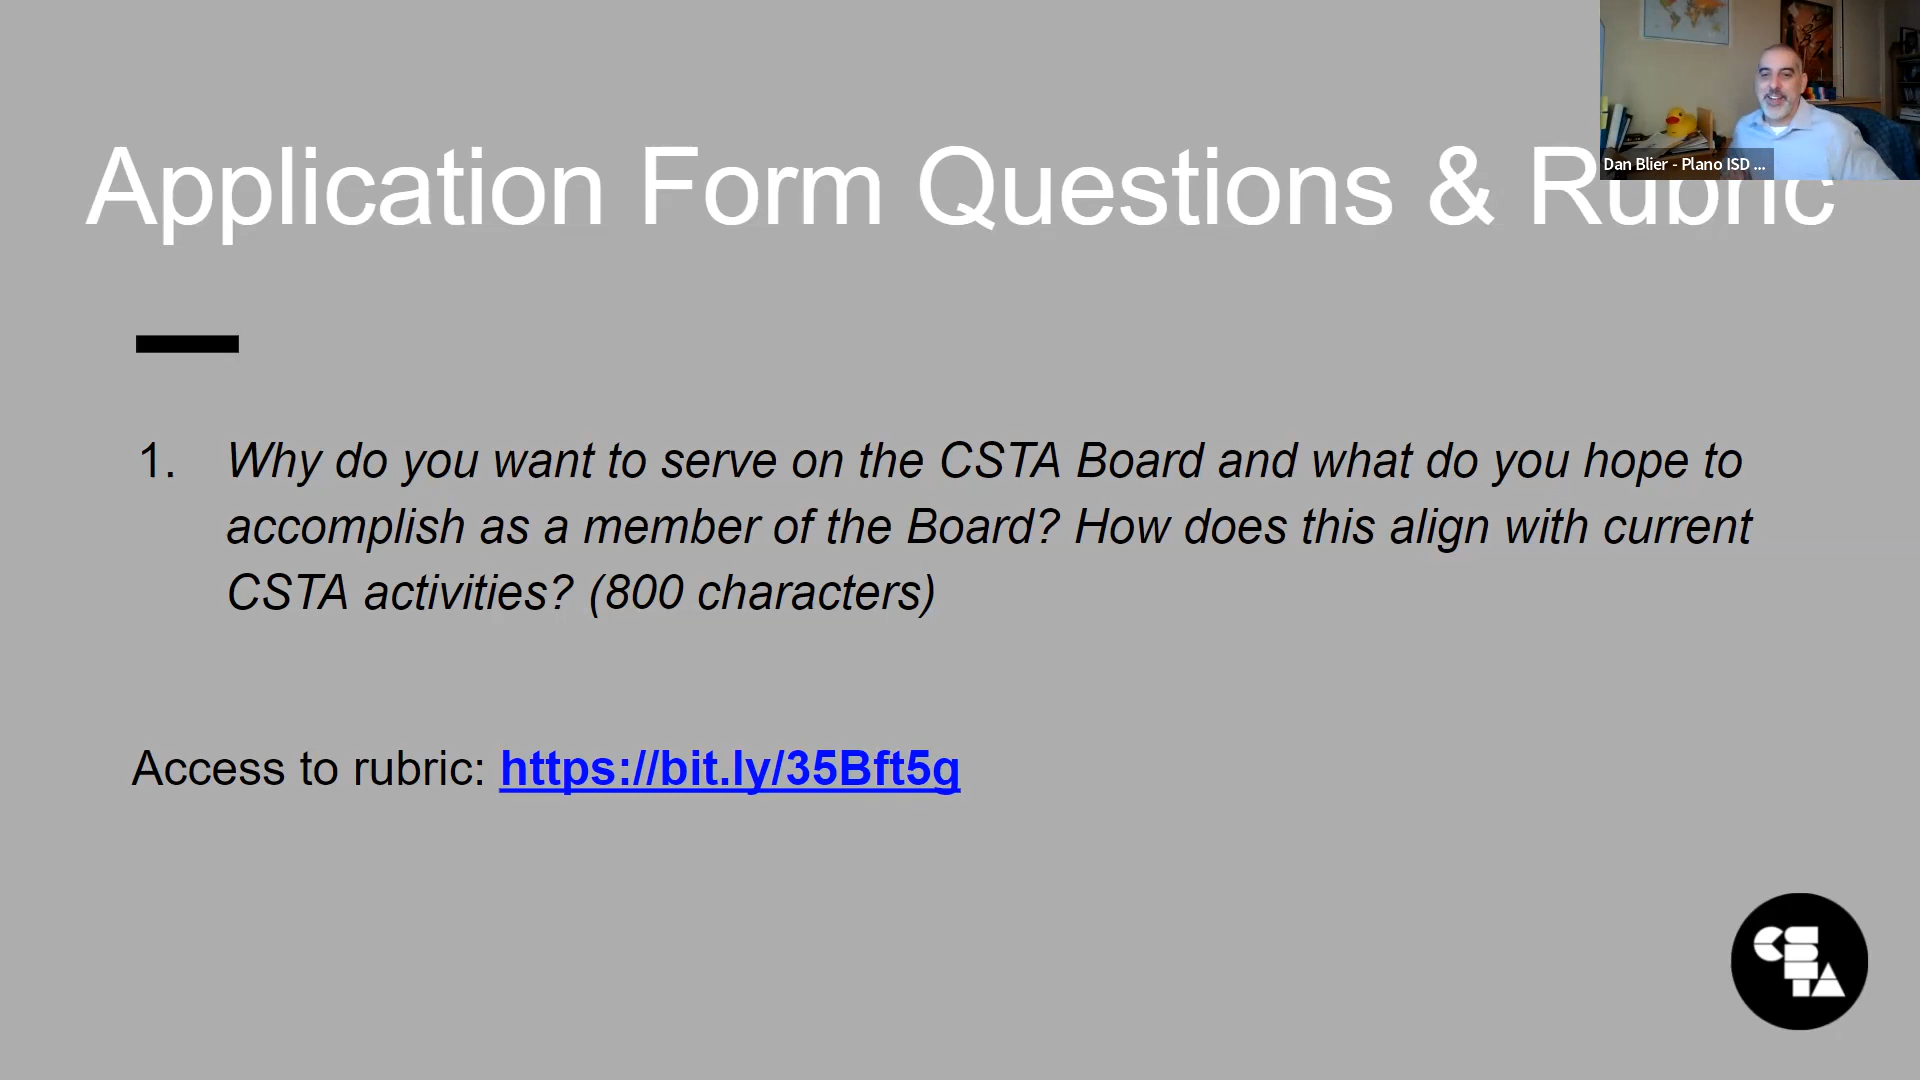 Dan Blier - Plano ISD ...
Application Form Questions & Rubric
1. Why do you want to serve on the CSTA Board and what do you hope to
accomplish as a member of the Board? How does this align with current
CSTA activities? (800 characters)
Access to rubric: https://bit.ly/35Bft5g
CSTA